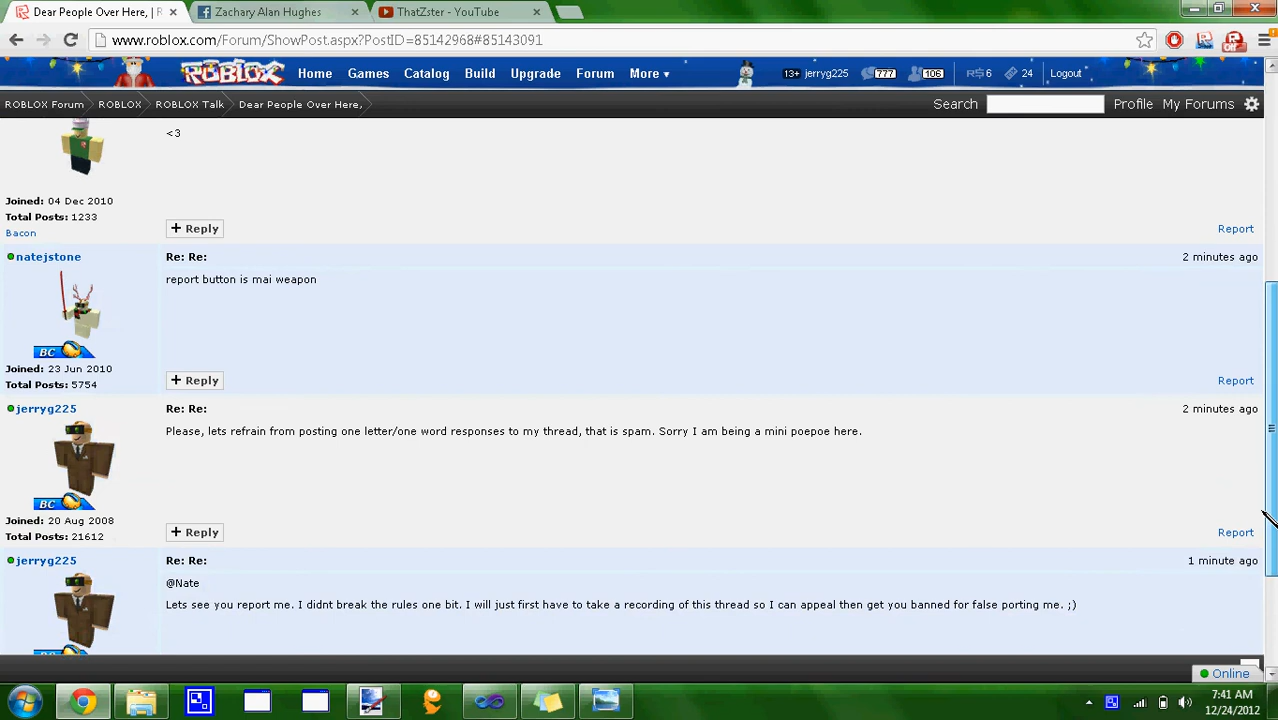 Dear People Over Here, | R
Zachary Alan Hughes
ThatZster - YouTube
www.roblox.com/Forum/ShowPost.aspx?PostID=85142968#85143091
Off
ROBLOX
Home
Games
Catalog
Build
Upgrade
Forum
More
13+ jerryg225
777
106
R$ 6
24
Logout
ROBLOX Forum
ROBLOX
ROBLOX Talk
Dear People Over Here,
Search
Profile
My Forums
<3
Joined: 04 Dec 2010
Total Posts: 1233
Bacon
+ Reply
Report
natejstone
Re: Re:
2 minutes ago
report button is mai weapon
BC
Joined: 23 Jun 2010
Total Posts: 5754
+ Reply
Report
jerryg225
Re: Re:
2 minutes ago
Please, lets refrain from posting one letter/one word responses to my thread, that is spam. Sorry I am being a mini poepoe here.
BC
Joined: 20 Aug 2008
Total Posts: 21612
+ Reply
Report
jerryg225
Re: Re:
1 minute ago
@Nate
Lets see you report me. I didnt break the rules one bit. I will just first have to take a recording of this thread so I can appeal then get you banned for false porting me. ;)
Online
7:41 AM
12/24/2012